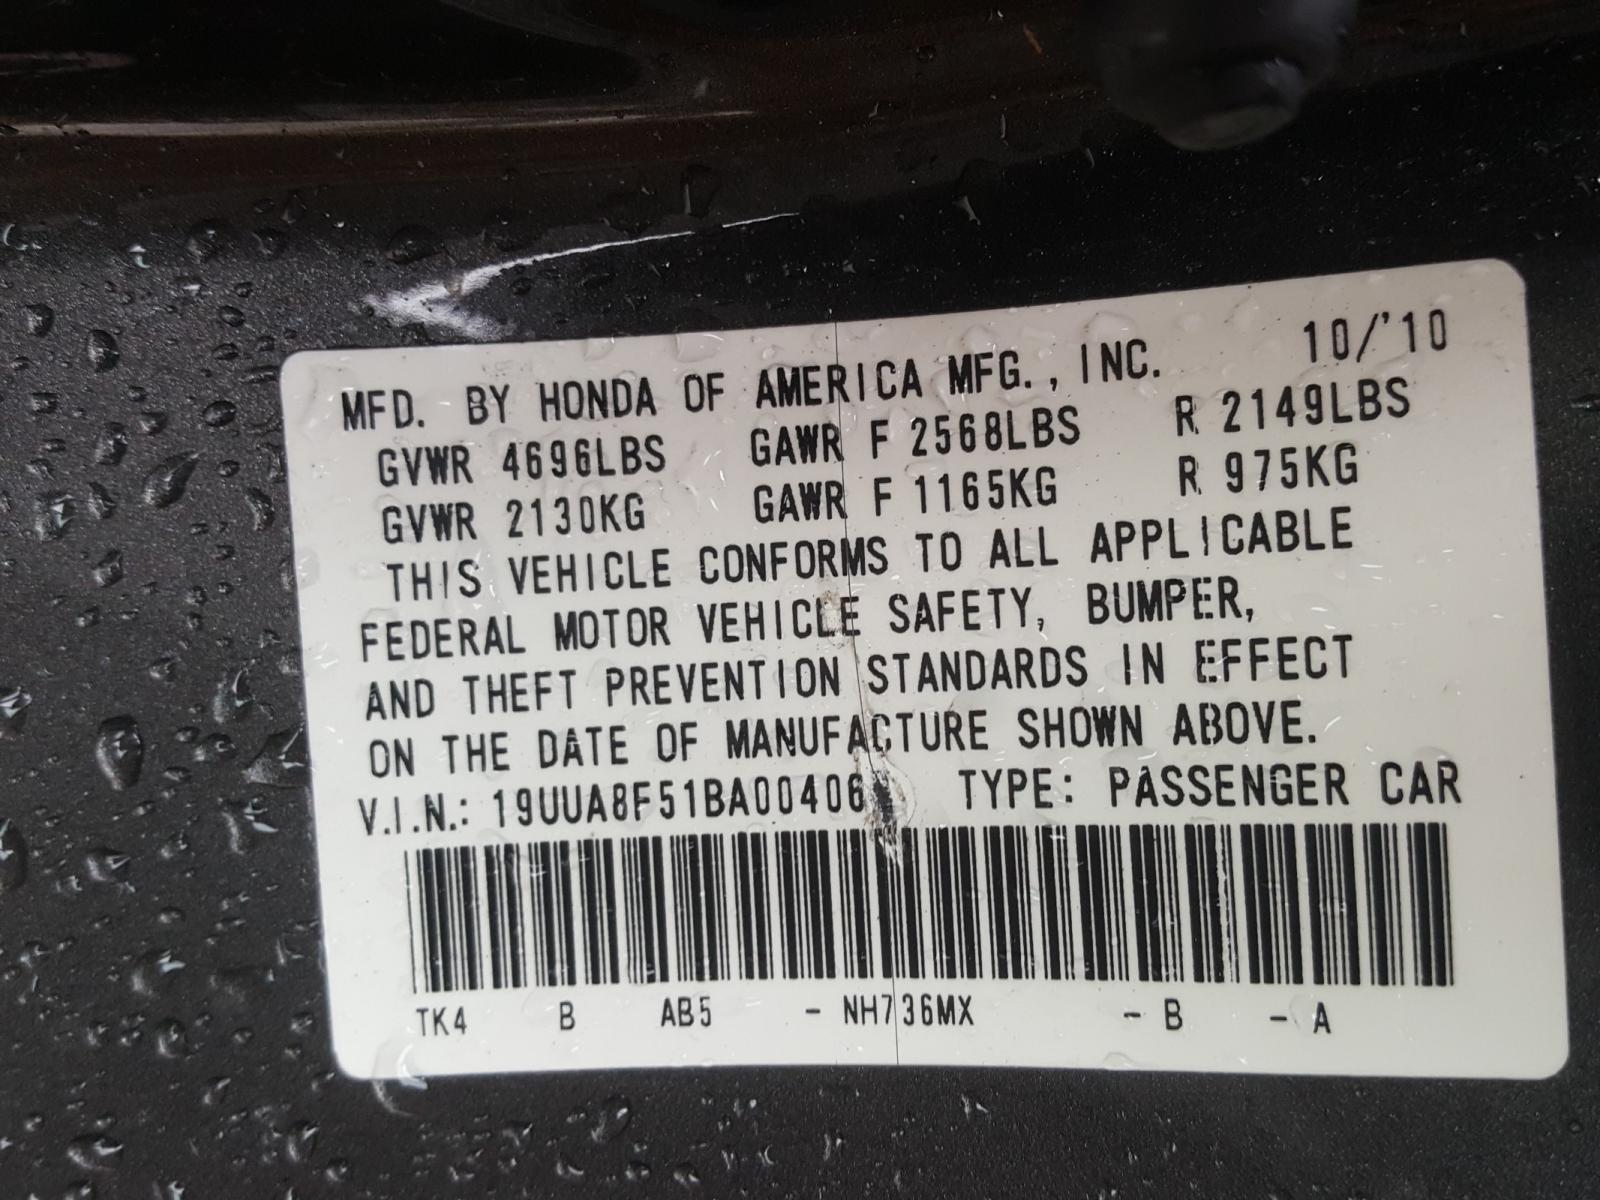 MFD. BY HONDA OF AMERICA MFG., INC. 10/'10
GVWR 4696LBS GAWR F 2568LBS R 2149LBS
GVWR 2130KG GAWR F 1165KG R 975KG
THIS VEHICLE CONFORMS TO ALL APPLICABLE
FEDERAL MOTOR VEHICLE SAFETY, BUMPER,
AND THEFT PREVENTION STANDARDS IN EFFECT
ON THE DATE OF MANUFACTURE SHOWN ABOVE.
V.I.N.: TYPE: PASSENGER CAR
TK4 B AB5 - NH736MX - B - A